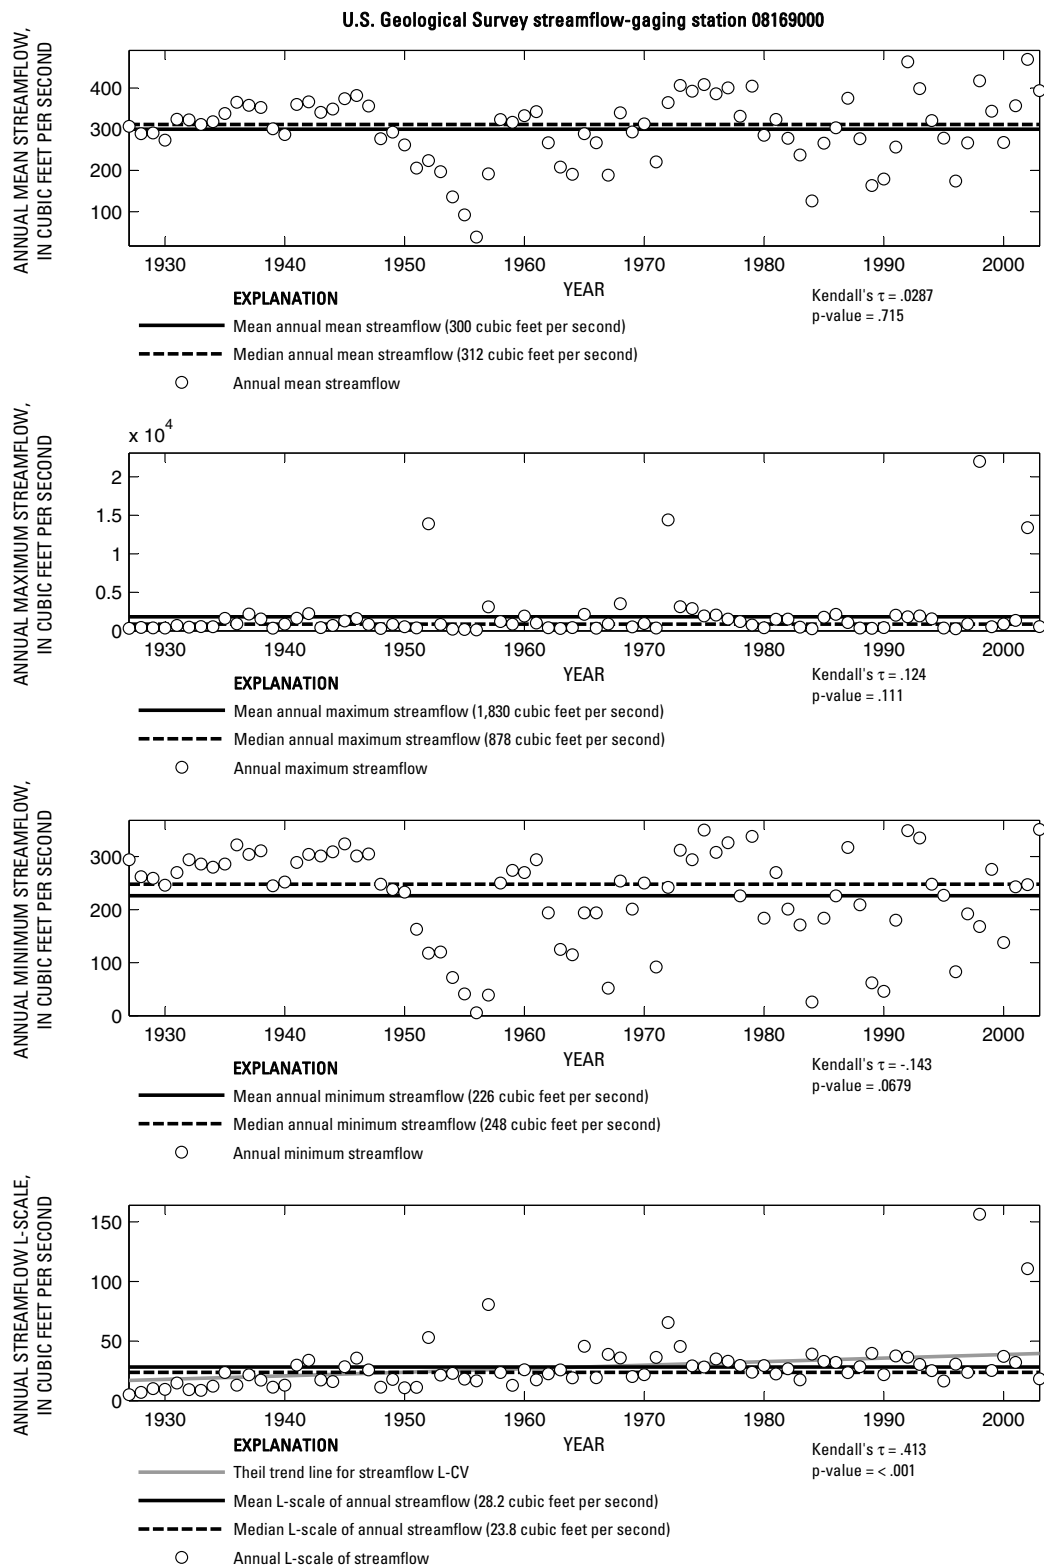 U.S. Geological Survey streamflow-gaging station 08169000
ANNUAL MEAN STREAMFLOW,
IN CUBIC FEET PER SECOND
400
300
200
100
1930 1940 1950 1960 1970 1980 1990 2000
YEAR
EXPLANATION
Mean annual mean streamflow (300 cubic feet per second)
Median annual mean streamflow (312 cubic feet per second)
Annual mean streamflow
Kendall's τ = .0287
p-value = .715
ANNUAL MAXIMUM STREAMFLOW,
IN CUBIC FEET PER SECOND
x 10^4
2
1.5
1
0.5
0
1930 1940 1950 1960 1970 1980 1990 2000
YEAR
EXPLANATION
Mean annual maximum streamflow (1,830 cubic feet per second)
Median annual maximum streamflow (878 cubic feet per second)
Annual maximum streamflow
Kendall's τ = .124
p-value = .111
ANNUAL MINIMUM STREAMFLOW,
IN CUBIC FEET PER SECOND
300
200
100
0
1930 1940 1950 1960 1970 1980 1990 2000
YEAR
EXPLANATION
Mean annual minimum streamflow (226 cubic feet per second)
Median annual minimum streamflow (248 cubic feet per second)
Annual minimum streamflow
Kendall's τ = -.143
p-value = .0679
ANNUAL STREAMFLOW L-SCALE,
IN CUBIC FEET PER SECOND
150
100
50
0
1930 1940 1950 1960 1970 1980 1990 2000
YEAR
EXPLANATION
Theil trend line for streamflow L-CV
Mean L-scale of annual streamflow (28.2 cubic feet per second)
Median L-scale of annual streamflow (23.8 cubic feet per second)
Annual L-scale of streamflow
Kendall's τ = .413
p-value = < .001